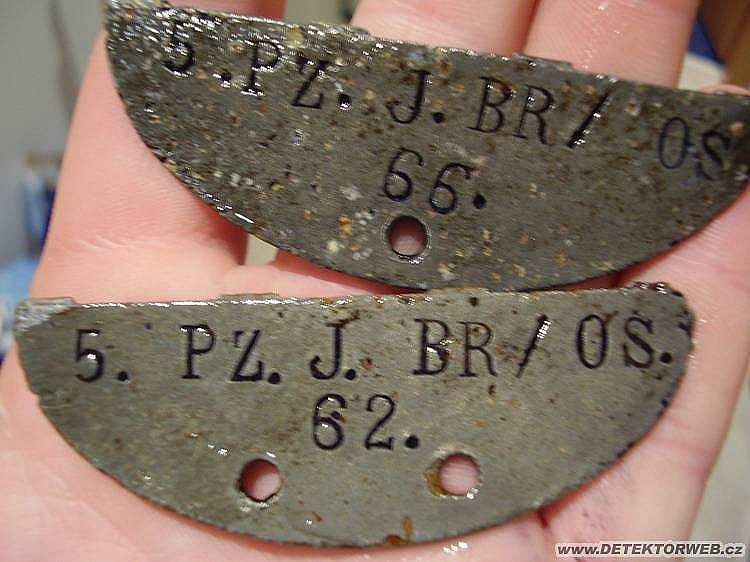 5. PZ. J. BR/ OS
66.
5. PZ. J. BR/ OS.
62.
www.DETEKTORWEB.cz